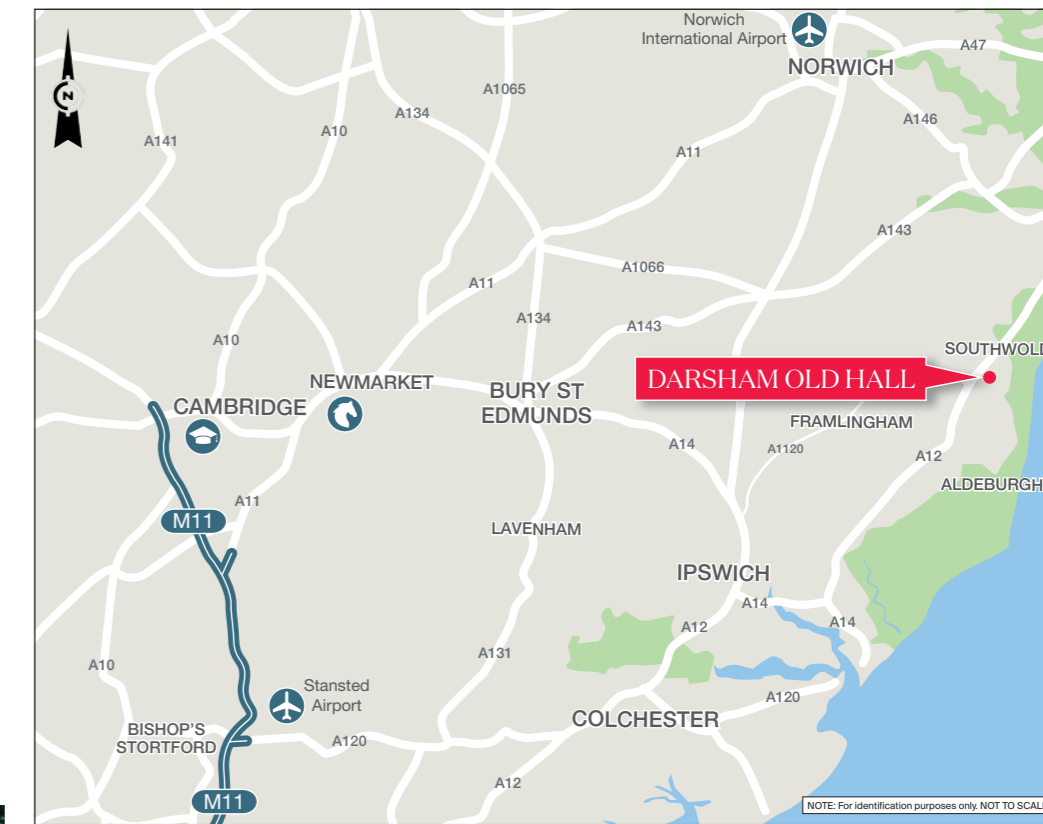 Norwich
International Airport
NORWICH
A47
A1065
A134
A10
A141
A146
A11
A143
A1066
A11
A134
A143
A10
SOUTHWOLD
DARSHAM OLD HALL
NEWMARKET
BURY ST
EDMUNDS
CAMBRIDGE
FRAMLINGHAM
A14
A1120
A12
ALDEBURGH
A11
M11
LAVENHAM
IPSWICH
A14
A14
A12
A131
A10
Stansted
Airport
A120
COLCHESTER
BISHOP'S
STORTFORD
A120
A12
M11
NOTE: For identification purposes only. NOT TO SCALE
N